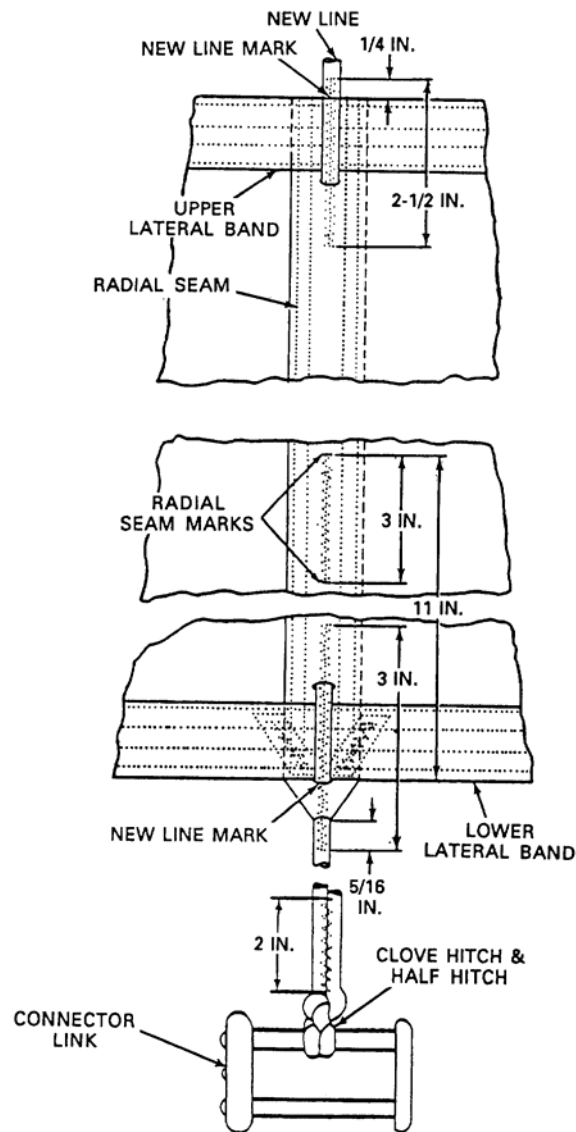 NEW LINE
1/4 IN.
NEW LINE MARK
2-1/2 IN.
UPPER
LATERAL BAND
RADIAL SEAM
RADIAL
SEAM MARKS
3 IN.
11 IN.
3 IN.
NEW LINE MARK
LOWER
LATERAL BAND
5/16
IN.
2 IN.
CLOVE HITCH &
HALF HITCH
CONNECTOR
LINK